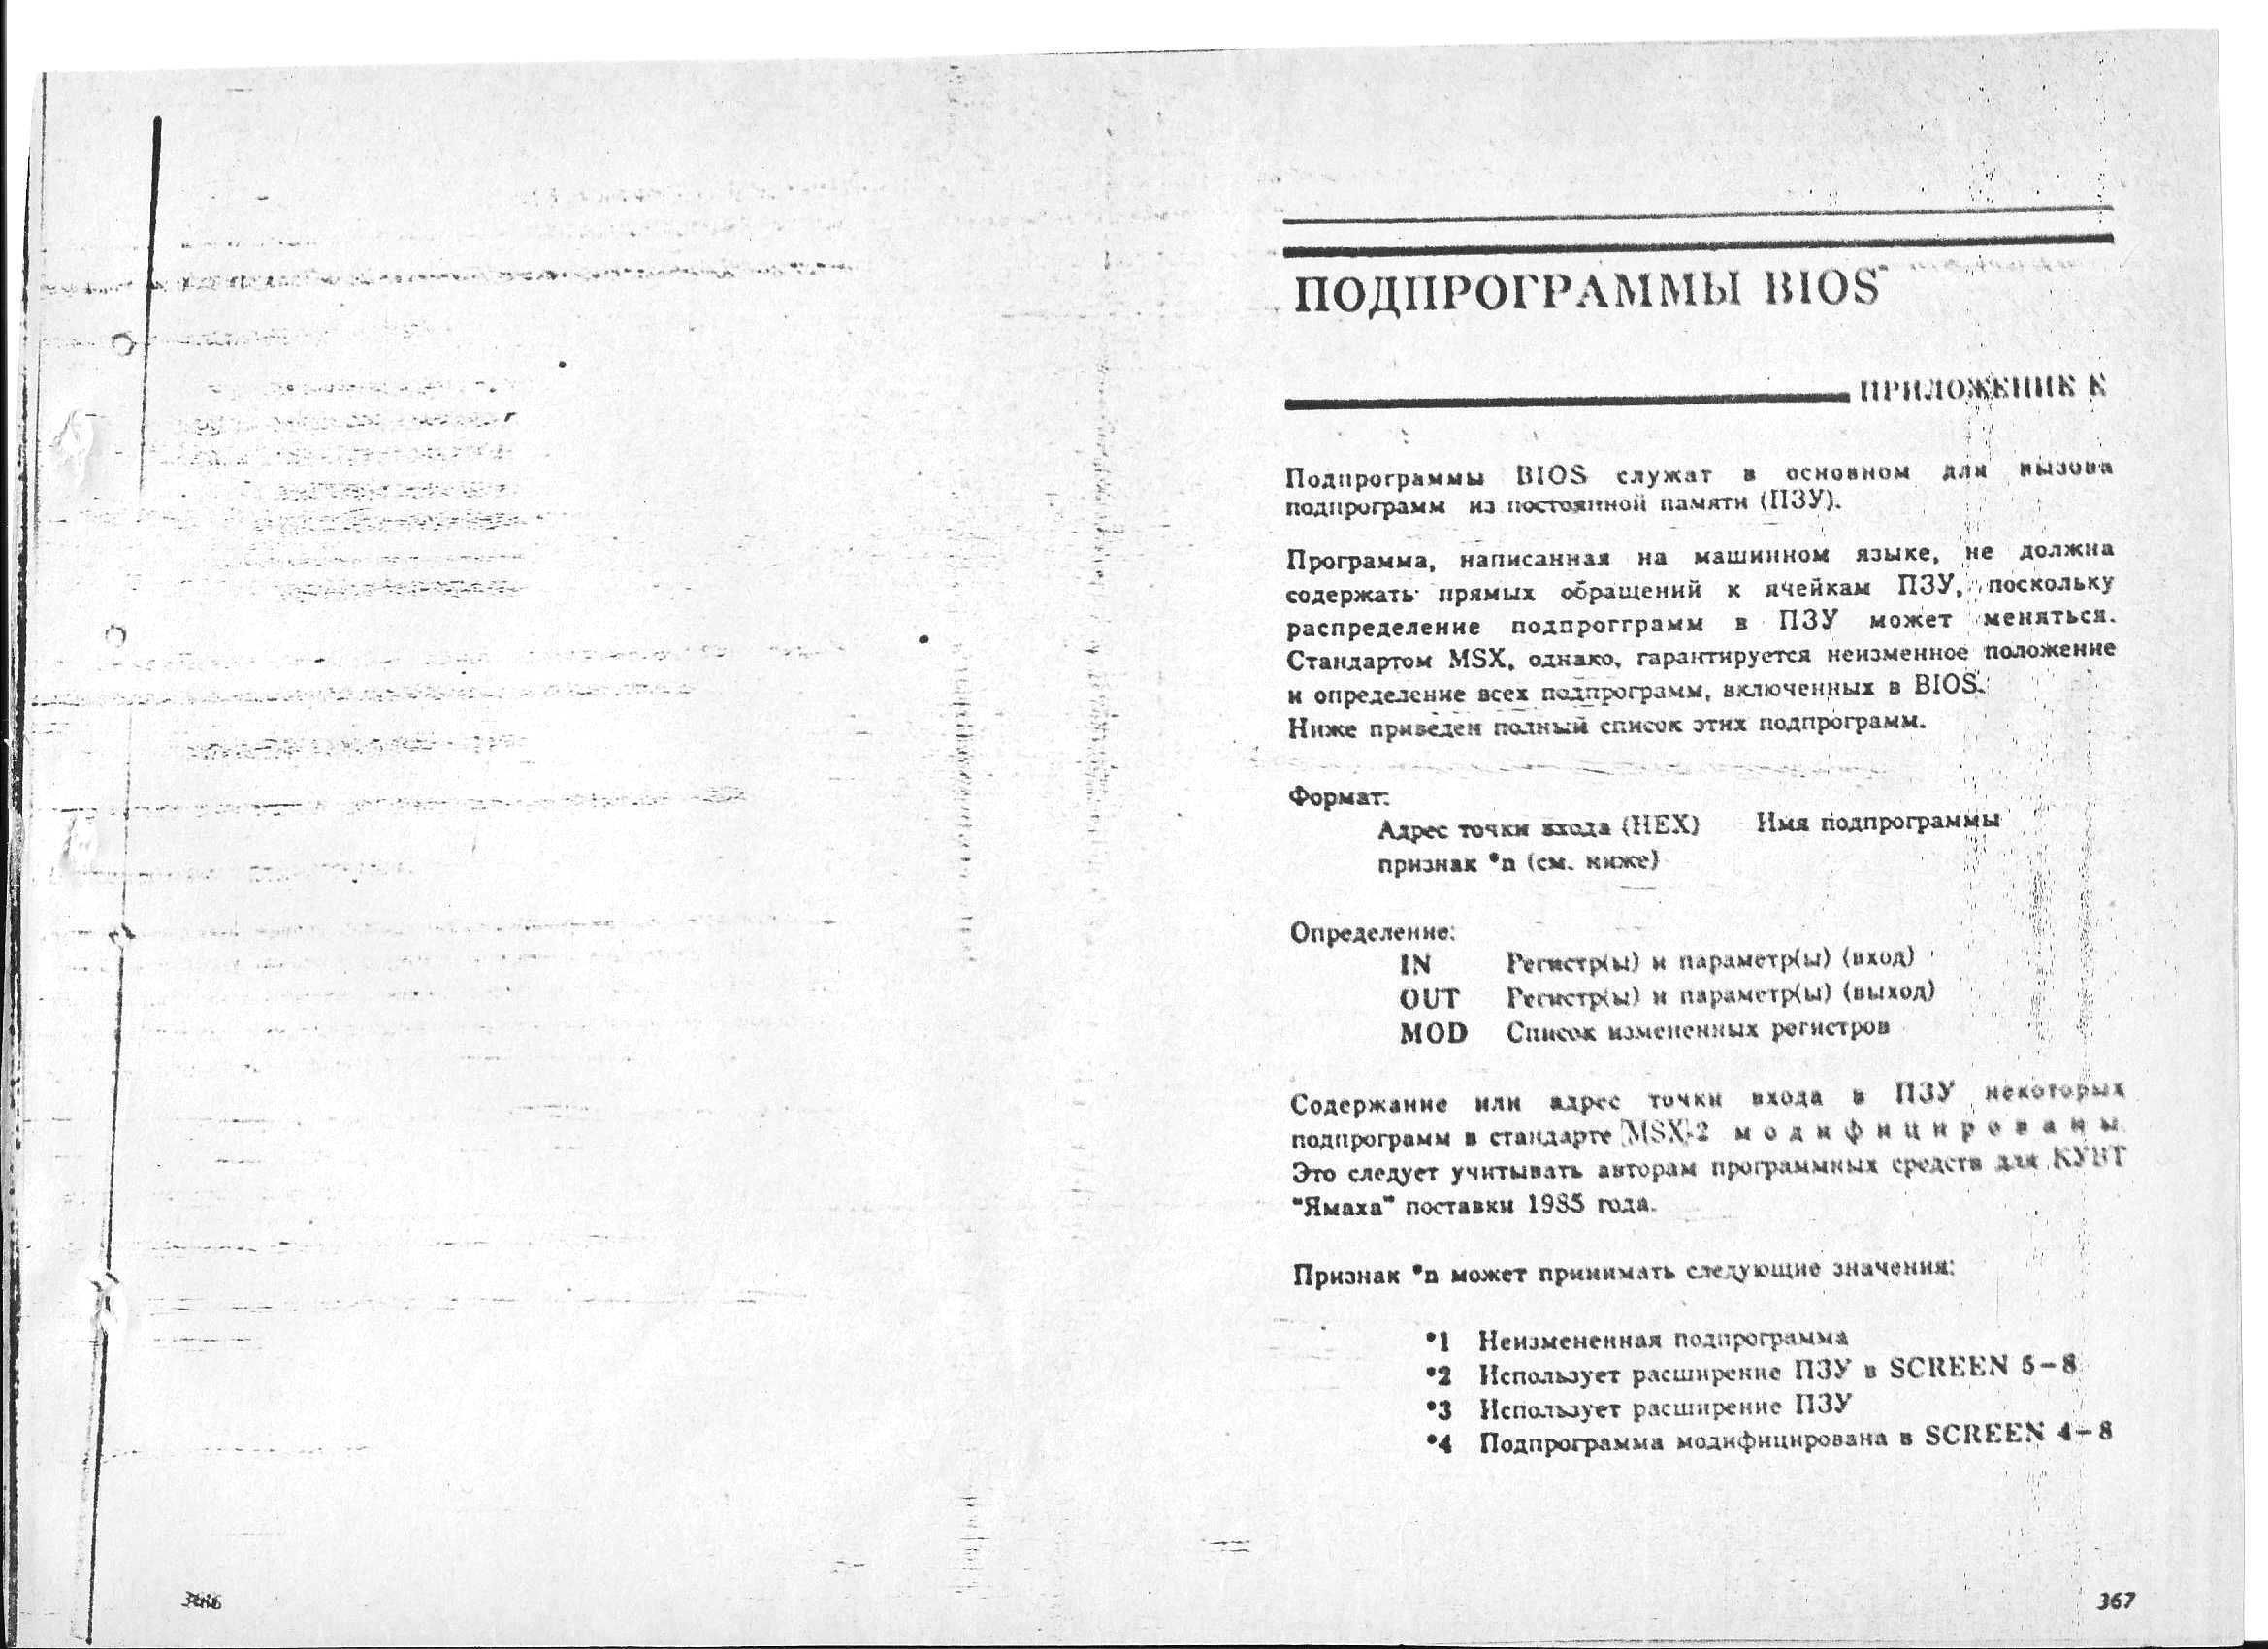 ПОДПРОГРАММЫ BIOS
ПРИЛОЖЕНИЕ К
Подпрограммы BIOS служат в основном для вызова
подпрограмм из постоянной памяти (ПЗУ).
Программа, написанная на машинном языке, не должна
содержать прямых обращений к ячейкам ПЗУ, поскольку
распределение подпрогграмм в ПЗУ может меняться.
Стандартом MSX, однако, гарантируется неизменное положение
и определение всех подпрограмм, включенных в BIOS.
Ниже приведен полный список этих подпрограмм.
Формат:
Адрес точки входа (HEX) Имя подпрограммы
признак *n (см. ниже)
Определение:
IN Регистр(ы) и параметр(ы) (вход)
OUT Регистр(ы) и параметр(ы) (выход)
MOD Список измененных регистров
Содержание или адрес точки входа в ПЗУ некоторых
подпрограмм в стандарте MSX-2 модифицированы.
Это следует учитывать авторам программных средств для КУВТ
"Ямаха" поставки 1985 года.
Признак *n может принимать следующие значения:
*1 Неизмененная подпрограмма
*2 Использует расширение ПЗУ в SCREEN 5-8
*3 Использует расширение ПЗУ
*4 Подпрограмма модифицирована в SCREEN 4-8
367